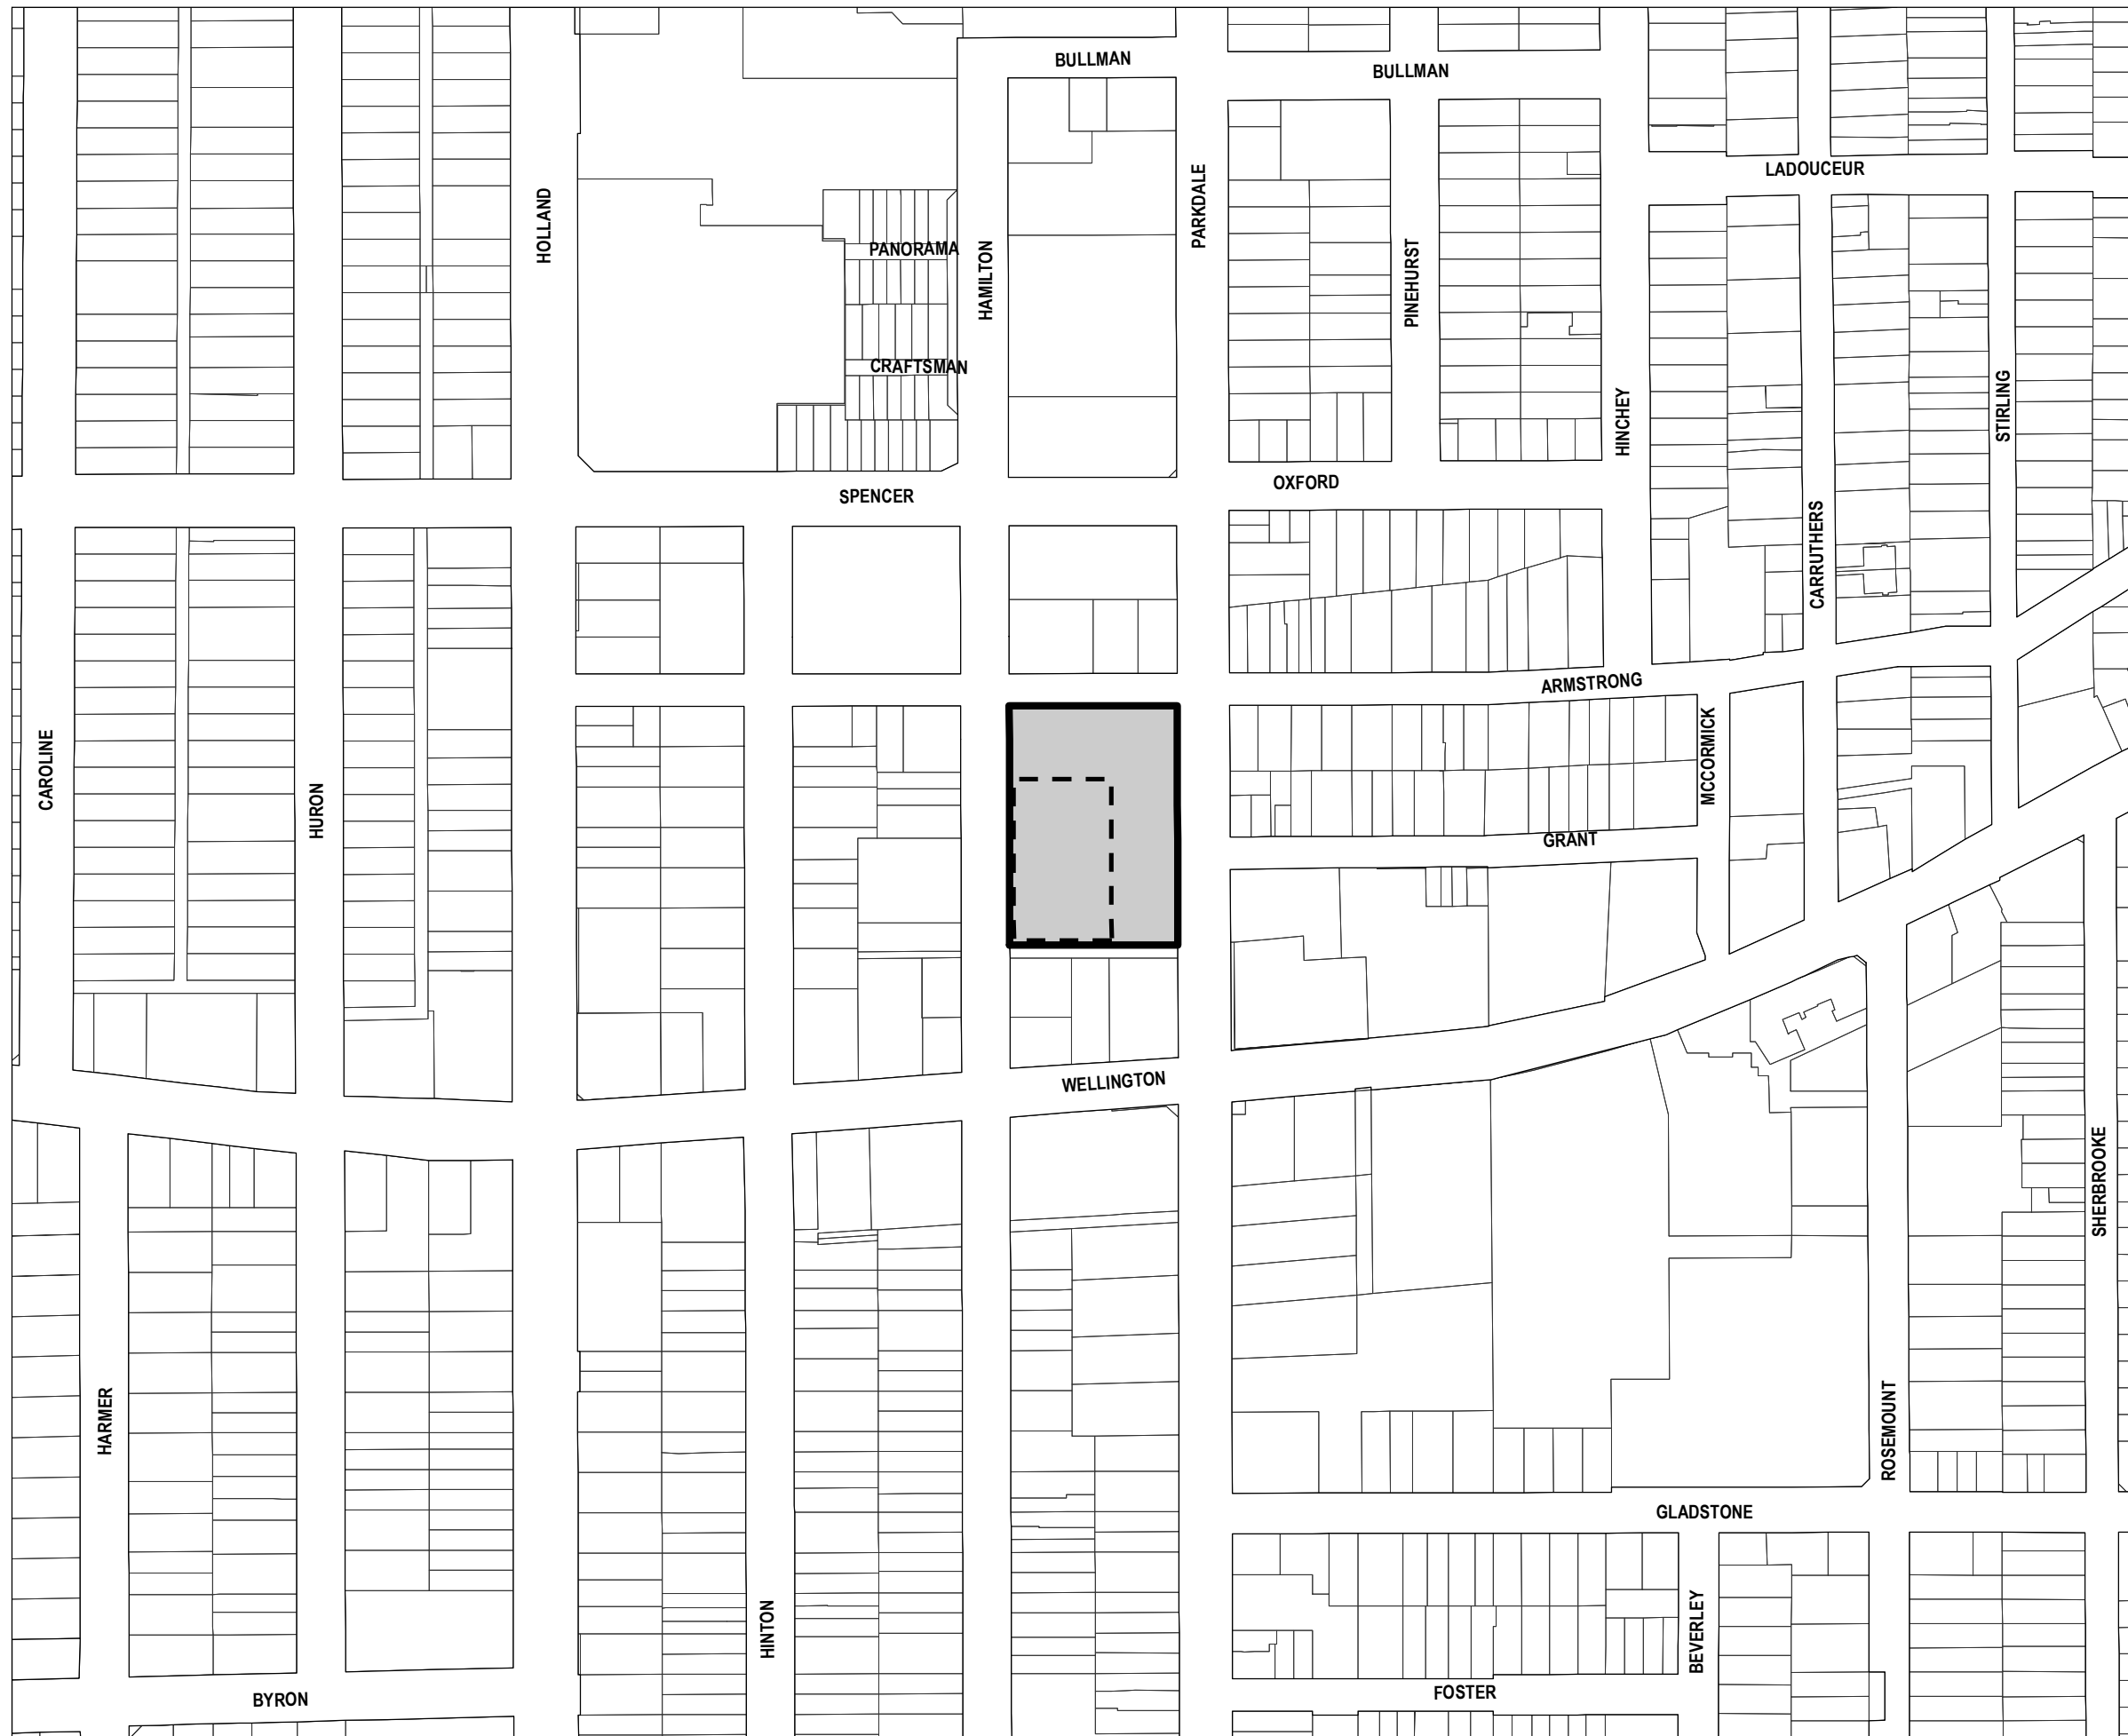 BULLMAN
BULLMAN
LADOUCEUR
HOLLAND
PARKDALE
PANORAMA
HAMILTON
PINEHURST
CRAFTSMAN
HINCHEY
STIRLING
OXFORD
SPENCER
CARRUTHERS
ARMSTRONG
MCCORMICK
CAROLINE
HURON
GRANT
WELLINGTON
SHERBROOKE
HARMER
ROSEMOUNT
GLADSTONE
HINTON
BEVERLEY
FOSTER
BYRON